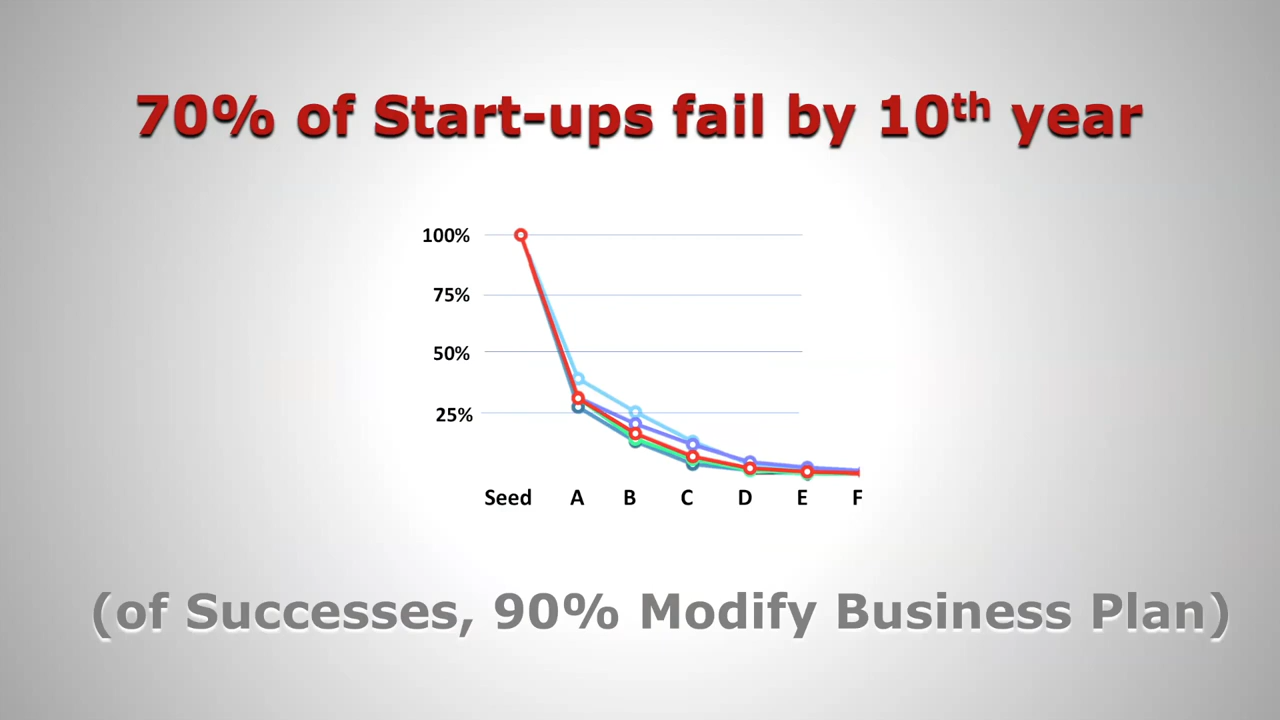 70% of Start-ups fail by 10th year
100%
75%
50%
25%
Seed A B C D E F
(of Successes, 90% Modify Business Plan)